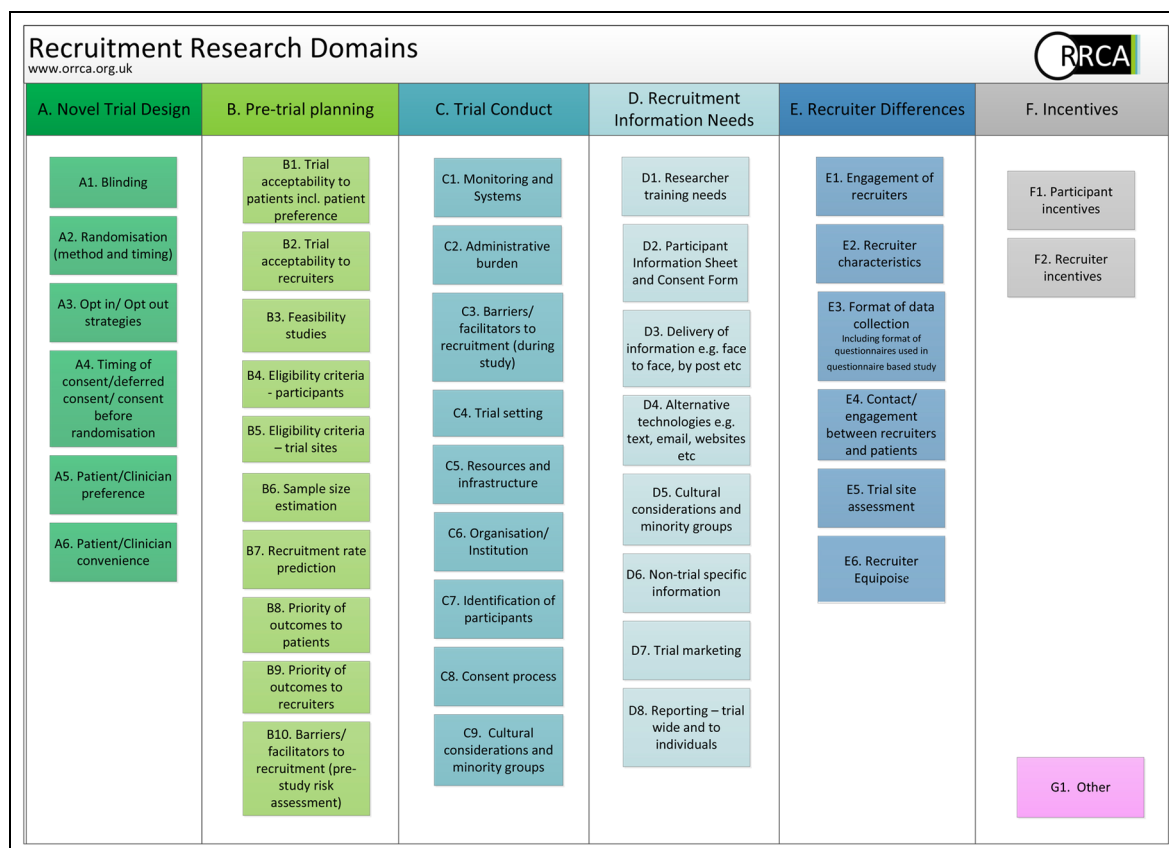 Recruitment Research Domains
www.orrca.org.uk
ORRCA
A. Novel Trial Design
B. Pre-trial planning
C. Trial Conduct
D. Recruitment
Information Needs
E. Recruiter Differences
F. Incentives
A1. Blinding
A2. Randomisation
(method and timing)
A3. Opt in/ Opt out
strategies
A4. Timing of
consent/deferred
consent/ consent
before
randomisation
A5. Patient/Clinician
preference
A6. Patient/Clinician
convenience
B1. Trial
acceptability to
patients incl. patient
preference
B2. Trial
acceptability to
recruiters
B3. Feasibility
studies
B4. Eligibility criteria
- participants
B5. Eligibility criteria
– trial sites
B6. Sample size
estimation
B7. Recruitment rate
prediction
B8. Priority of
outcomes to
patients
B9. Priority of
outcomes to
recruiters
B10. Barriers/
facilitators to
recruitment (pre-
study risk
assessment)
C1. Monitoring and
Systems
C2. Administrative
burden
C3. Barriers/
facilitators to
recruitment (during
study)
C4. Trial setting
C5. Resources and
infrastructure
C6. Organisation/
Institution
C7. Identification of
participants
C8. Consent process
C9. Cultural
considerations and
minority groups
D1. Researcher
training needs
D2. Participant
Information Sheet
and Consent Form
D3. Delivery of
information e.g. face
to face, by post etc
D4. Alternative
technologies e.g.
text, email, websites
etc
D5. Cultural
considerations and
minority groups
D6. Non-trial specific
information
D7. Trial marketing
D8. Reporting – trial
wide and to
individuals
E1. Engagement of
recruiters
E2. Recruiter
characteristics
E3. Format of data
collection
Including format of
questionnaires used in
questionnaire based study
E4. Contact/
engagement
between recruiters
and patients
E5. Trial site
assessment
E6. Recruiter
Equipoise
F1. Participant
incentives
F2. Recruiter
incentives
G1. Other